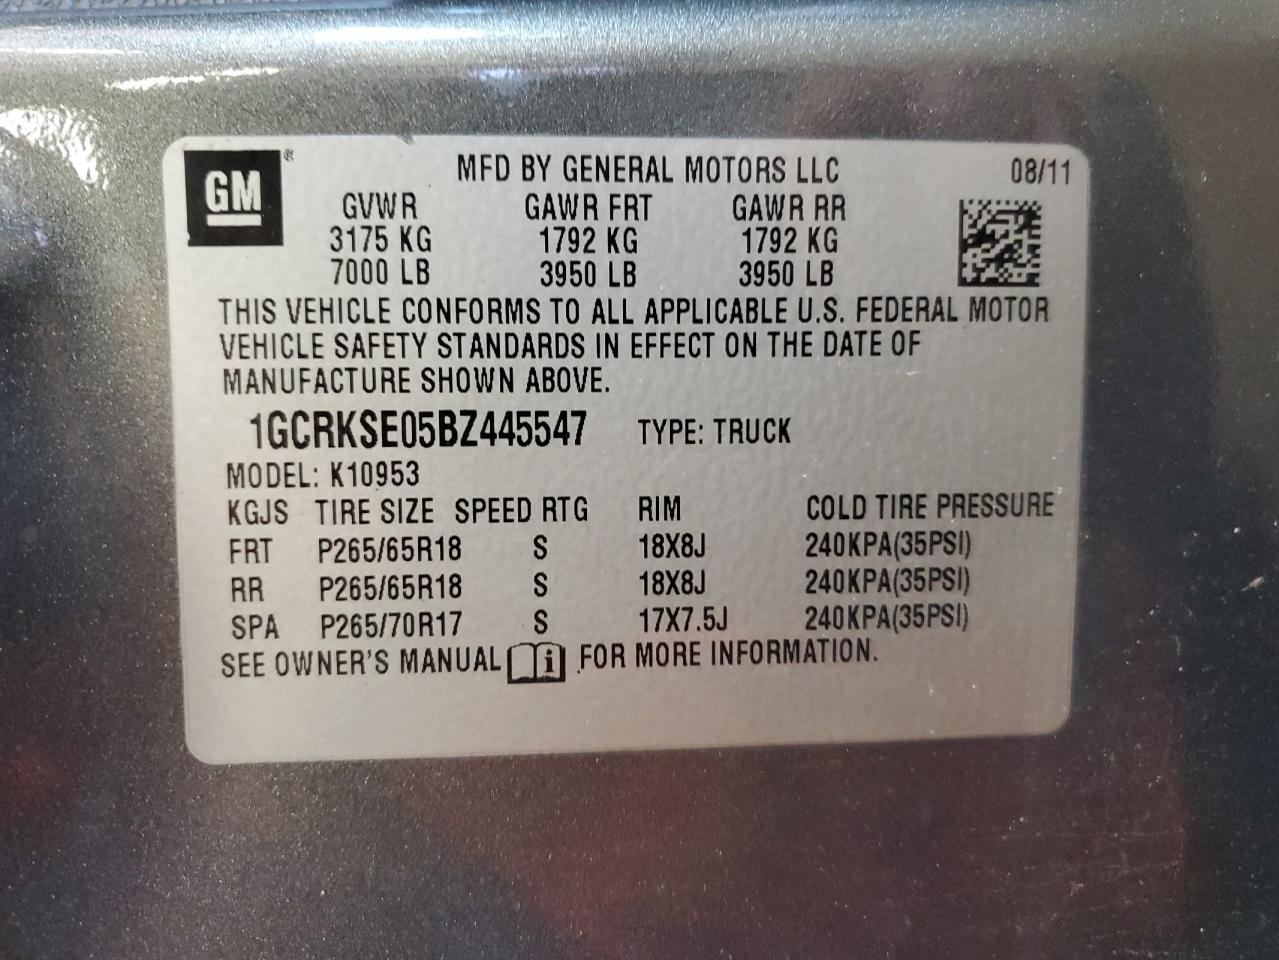 GM ® MFD BY GENERAL MOTORS LLC 08/11
GVWR GAWR FRT GAWR RR
3175 KG 1792 KG 1792 KG
7000 LB 3950 LB 3950 LB
THIS VEHICLE CONFORMS TO ALL APPLICABLE U.S. FEDERAL MOTOR
VEHICLE SAFETY STANDARDS IN EFFECT ON THE DATE OF
MANUFACTURE SHOWN ABOVE.
1GCRKSE05BZ445547 TYPE: TRUCK
MODEL: K10953
KGJS TIRE SIZE SPEED RTG RIM COLD TIRE PRESSURE
FRT P265/65R18 S 18X8J 240KPA(35PSI)
RR P265/65R18 S 18X8J 240KPA(35PSI)
SPA P265/70R17 S 17X7.5J 240KPA(35PSI)
SEE OWNER'S MANUAL i FOR MORE INFORMATION.